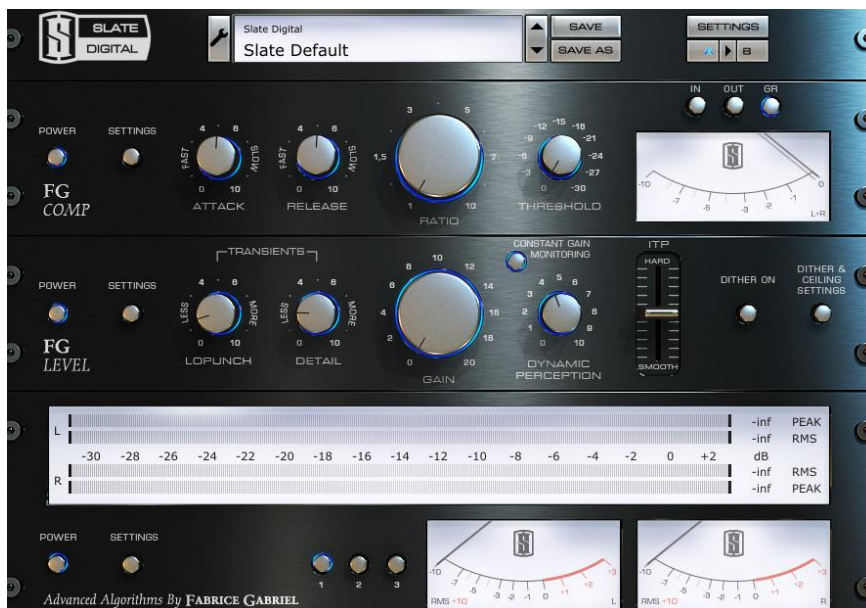 SLATE
DIGITAL
Slate Digital
Slate Default
SAVE
SAVE AS
SETTINGS
A
B
IN OUT GR
POWER SETTINGS
FAST 4 6 SLOW
0 10
ATTACK
FAST 4 6 SLOW
0 10
RELEASE
3 5
1,5 7
1 10
RATIO
-15
-12 -18
-9 -21
-6 -24
-3 -27
0 -30
THRESHOLD
-10 -7 -5 -3 -2 -1 0
L+R
FG
COMP
TRANSIENTS
POWER SETTINGS
LESS 4 6 MORE
0 10
LOPUNCH
LESS 4 6 MORE
0 10
DETAIL
10
8 12
6 14
4 16
2 18
0 20
GAIN
CONSTANT GAIN
MONITORING
5
4 6
3 7
2 8
1 9
0 10
DYNAMIC
PERCEPTION
ITP
HARD
SMOOTH
DITHER ON
DITHER &
CEILING
SETTINGS
FG
LEVEL
L
-inf PEAK
-inf RMS
-30 -28 -26 -24 -22 -20 -18 -16 -14 -12 -10 -8 -6 -4 -2 0 +2 dB
R
-inf RMS
-inf PEAK
POWER SETTINGS
1 2 3
-10 -7 -5 -3 -2 -1 0 +1 +2 +3
RMS +10 L
-10 -7 -5 -3 -2 -1 0 +1 +2 +3
RMS +10 R
Advanced Algorithms By FABRICE GABRIEL